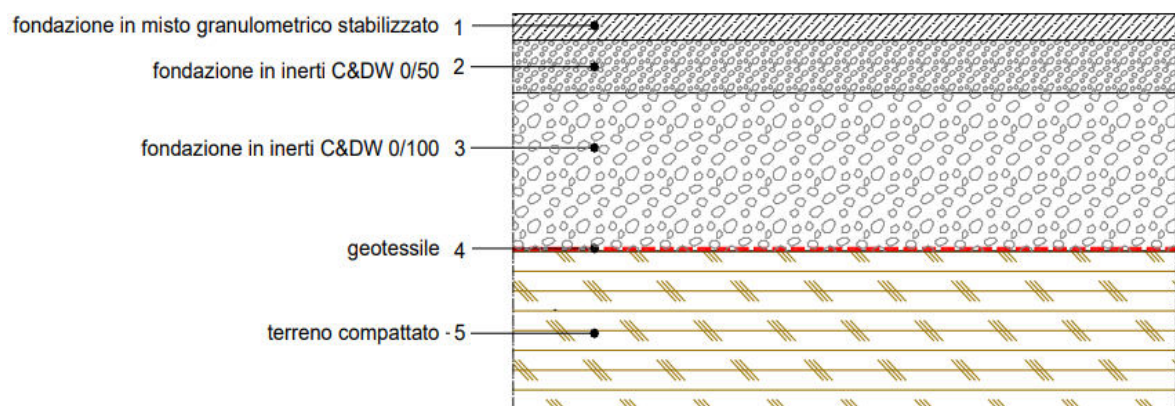 fondazione in misto granulometrico stabilizzato 1
fondazione in inerti C&DW 0/50 2
fondazione in inerti C&DW 0/100 3
geotessile 4
terreno compattato - 5